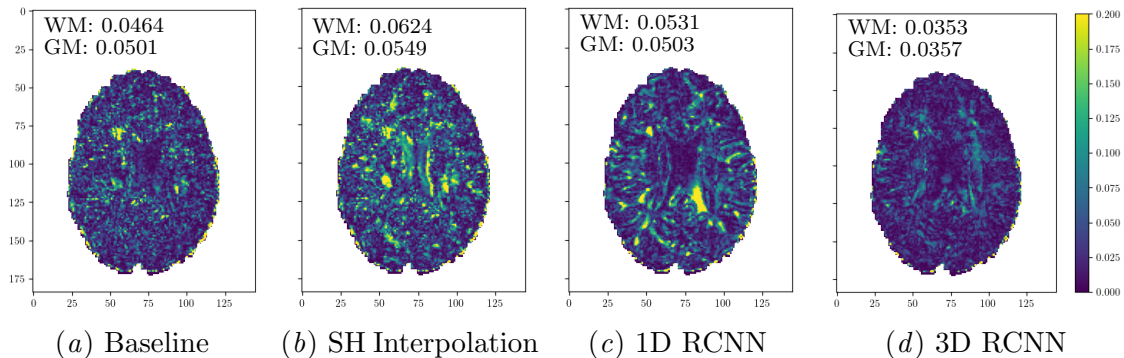 WM: 0.0464
GM: 0.0501
WM: 0.0624
GM: 0.0549
WM: 0.0531
GM: 0.0503
WM: 0.0353
GM: 0.0357
0
25
50
75
100
125
150
175
0 25 50 75 100 125
0 25 50 75 100 125
0 25 50 75 100 125
0 25 50 75 100 125
0.200
0.175
0.150
0.125
0.100
0.075
0.050
0.025
0.000
(a) Baseline
(b) SH Interpolation
(c) 1D RCNN
(d) 3D RCNN